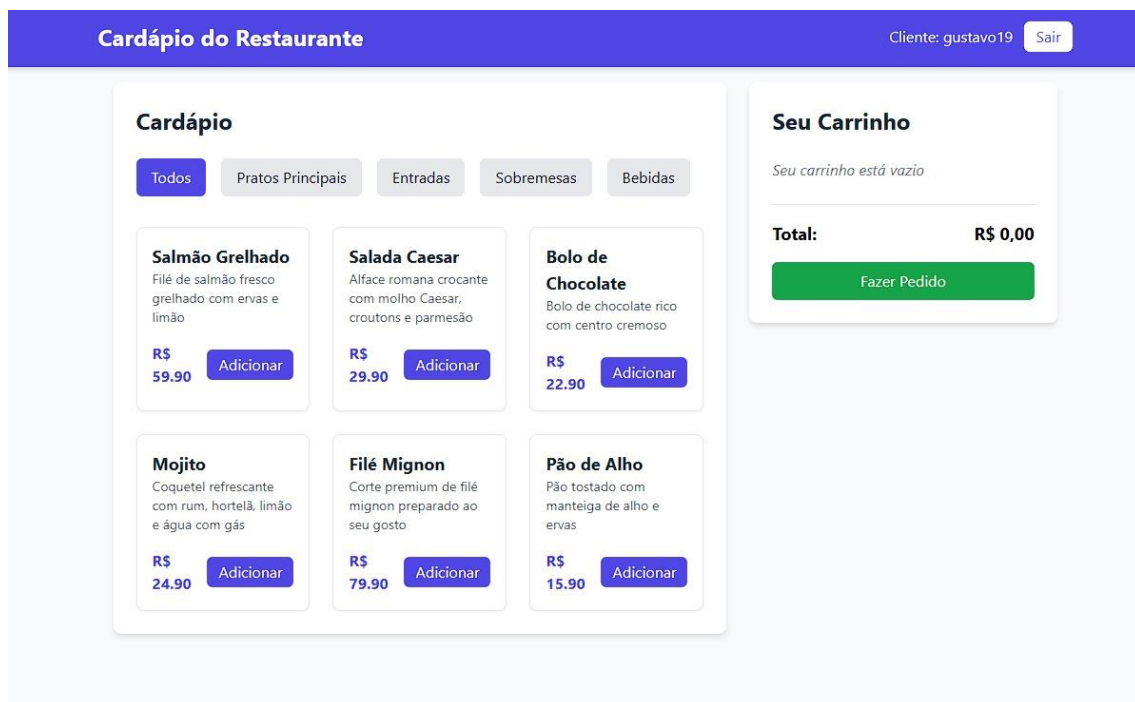 Cardápio do Restaurante
Cliente: gustavo19
Sair
Cardápio
Todos
Pratos Principais
Entradas
Sobremesas
Bebidas
Salmão Grelhado
Filé de salmão fresco
grelhado com ervas e
limão
R$
59.90
Adicionar
Salada Caesar
Alface romana crocante
com molho Caesar,
croutons e parmesão
R$
29.90
Adicionar
Bolo de
Chocolate
Bolo de chocolate rico
com centro cremoso
R$
22.90
Adicionar
Mojito
Coquetel refrescante
com rum, hortelã, limão
e água com gás
R$
24.90
Adicionar
Filé Mignon
Corte premium de filé
mignon preparado ao
seu gosto
R$
79.90
Adicionar
Pão de Alho
Pão tostado com
manteiga de alho e
ervas
R$
15.90
Adicionar
Seu Carrinho
Seu carrinho está vazio
Total:
R$ 0,00
Fazer Pedido